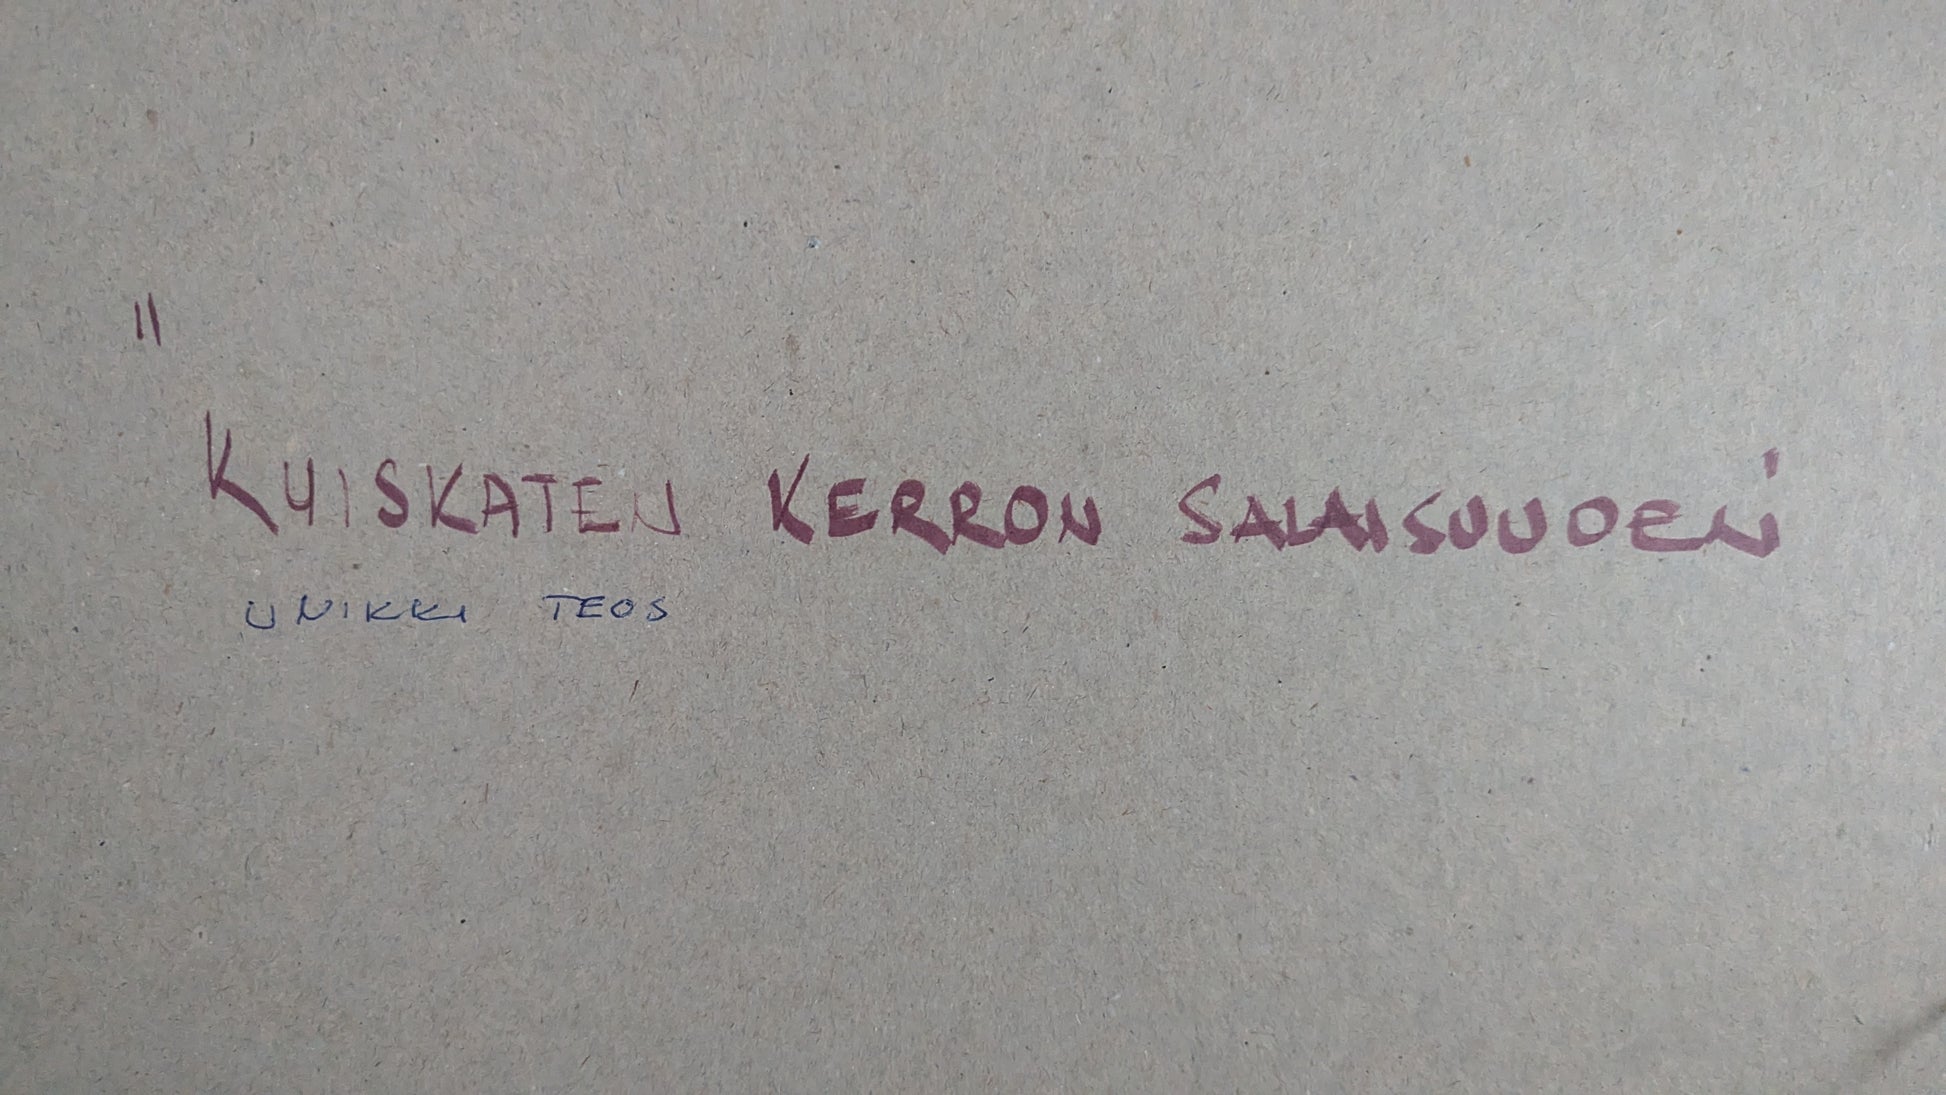 "
KUISKATEN KERRON SALAISUUDEN'
UNIKKI TEOS